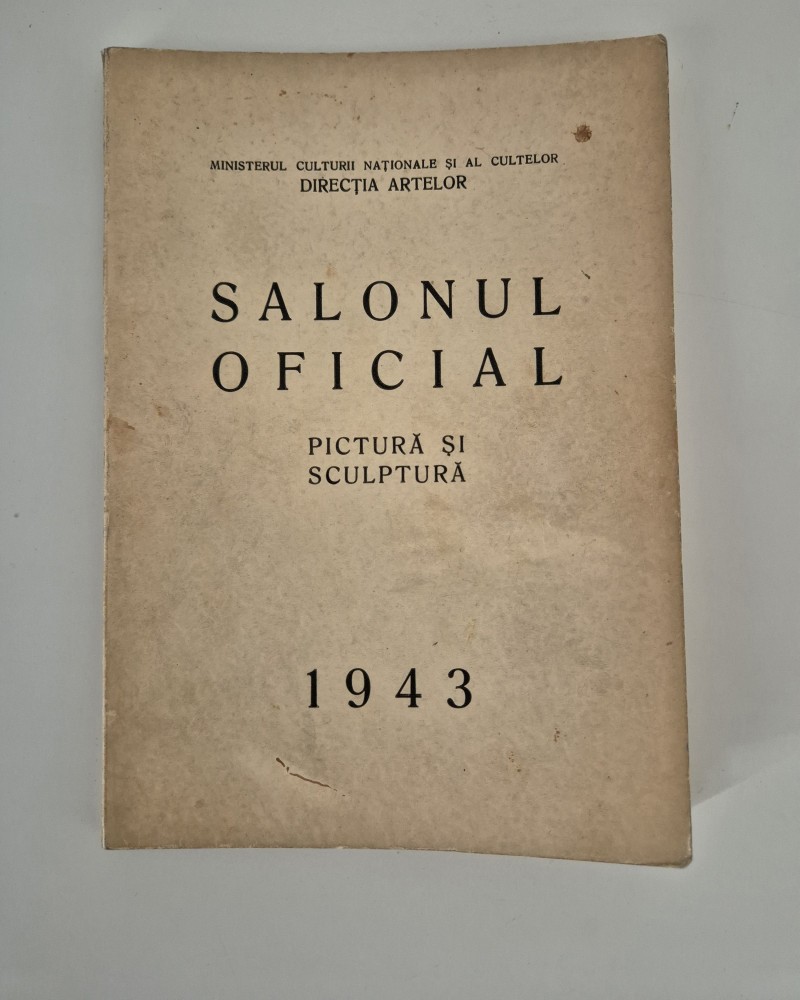 MINISTERUL CULTURII NAȚIONALE ȘI AL CULTELOR
DIRECȚIA ARTELOR
SALONUL
OFICIAL
PICTURĂ ȘI
SCULPTURĂ
1943